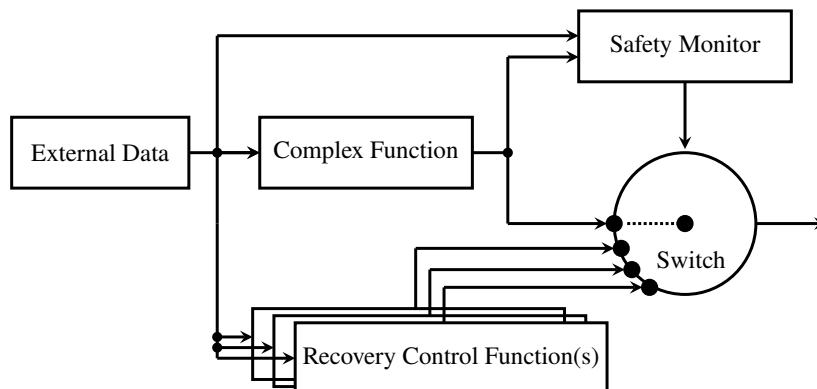 Safety Monitor
External Data
Complex Function
Switch
Recovery Control Function(s)